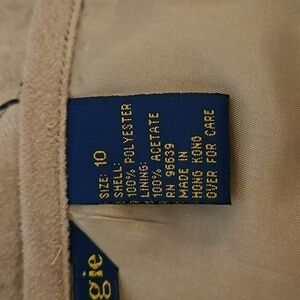 SIZE: 10
SHELL:
100% POLYESTER
LINING:
100% ACETATE
RN 96639
MADE IN
HONG KONG
OVER FOR CARE
gie